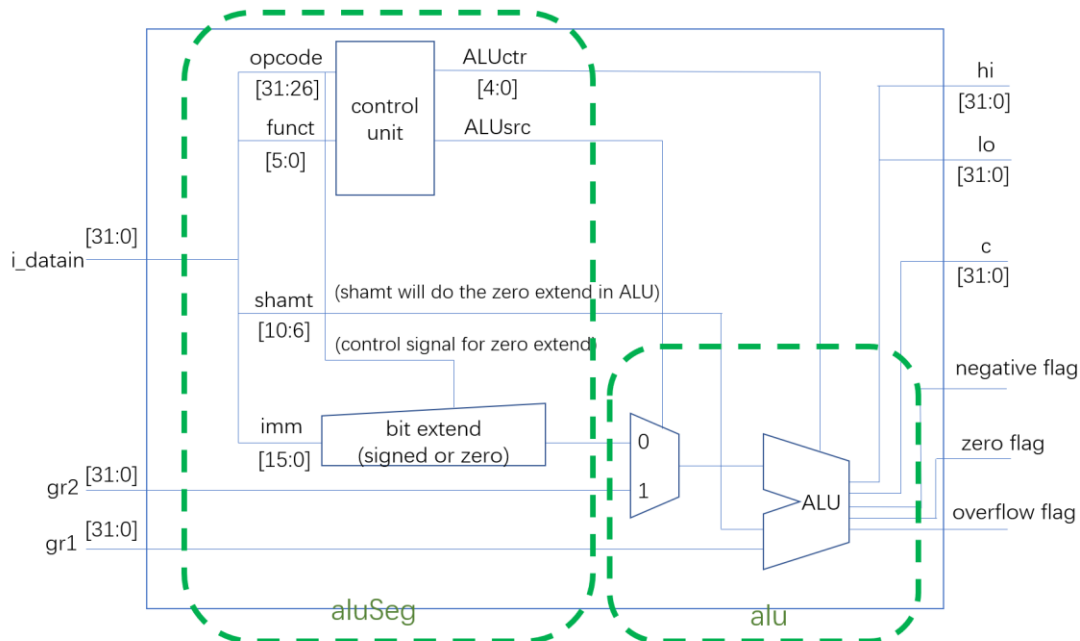 opcode
[31:26]
funct
[5:0]
control
unit
ALUctr
[4:0]
ALUsrc
hi
[31:0]
lo
[31:0]
c
[31:0]
i_datain
[31:0]
shamt
[10:6]
(shamt will do the zero extend in ALU)
(control signal for zero extend)
imm
[15:0]
bit extend
(signed or zero)
0
1
gr2
[31:0]
gr1
[31:0]
ALU
negative flag
zero flag
overflow flag
aluSeg
alu